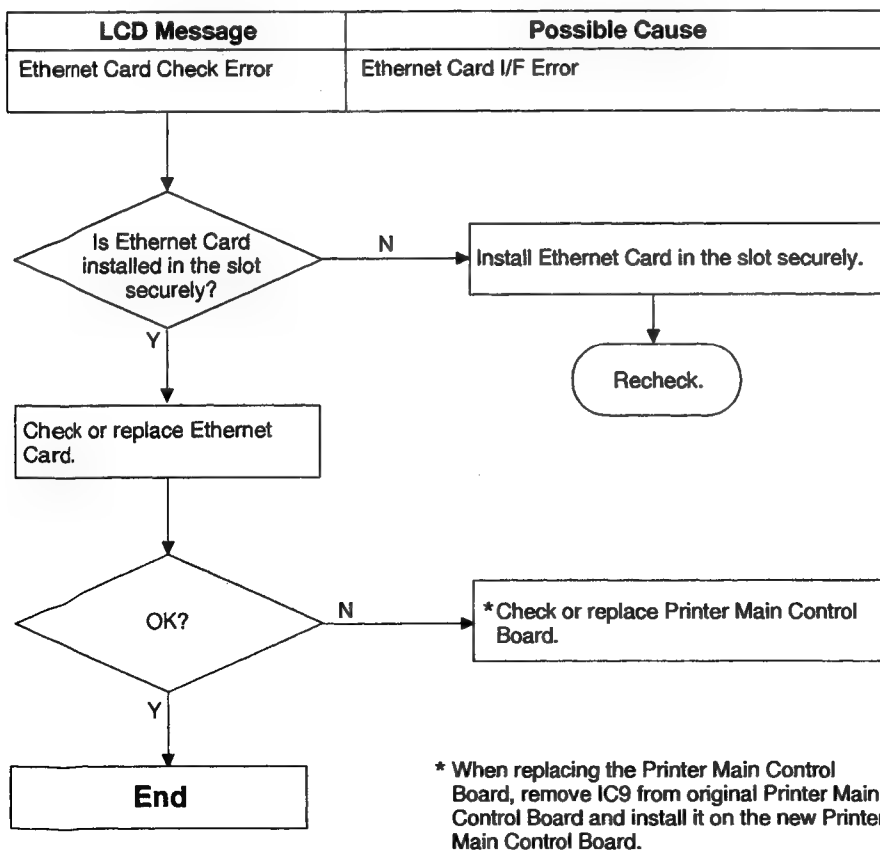 LCD Message
Possible Cause
Ethernet Card Check Error
Ethernet Card I/F Error
Is Ethernet Card
installed in the slot
securely?
N
Install Ethernet Card in the slot securely.
Y
Recheck.
Check or replace Ethernet
Card.
OK?
N
* Check or replace Printer Main Control
Board.
Y
End
* When replacing the Printer Main Control
Board, remove IC9 from original Printer Main
Control Board and install it on the new Printer
Main Control Board.